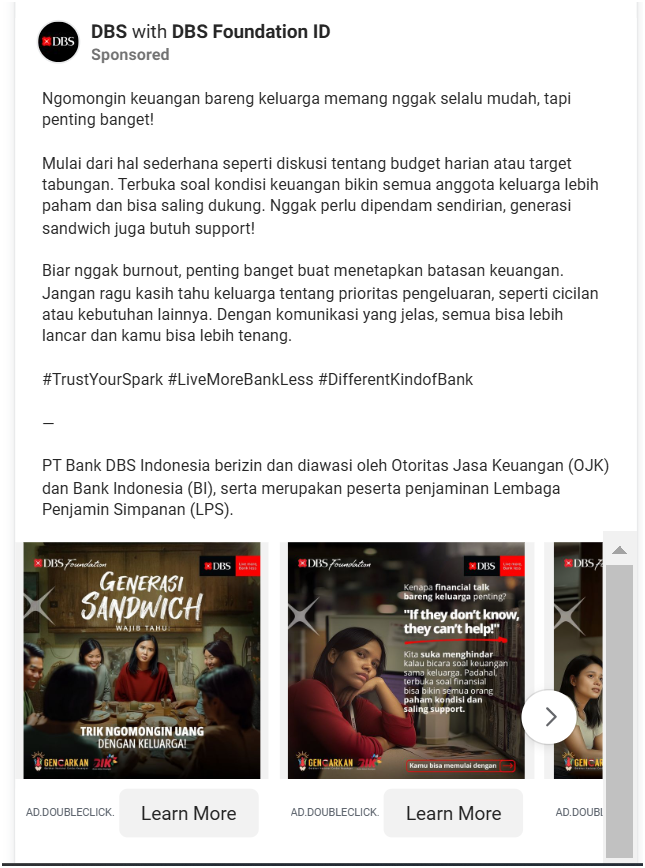 DBS with DBS Foundation ID
Sponsored
Ngomongin keuangan bareng keluarga memang nggak selalu mudah, tapi
penting banget!
Mulai dari hal sederhana seperti diskusi tentang budget harian atau target
tabungan. Terbuka soal kondisi keuangan bikin semua anggota keluarga lebih
paham dan bisa saling dukung. Nggak perlu dipendam sendirian, generasi
sandwich juga butuh support!
Biar nggak burnout, penting banget buat menetapkan batasan keuangan.
Jangan ragu kasih tahu keluarga tentang prioritas pengeluaran, seperti cicilan
atau kebutuhan lainnya. Dengan komunikasi yang jelas, semua bisa lebih
lancar dan kamu bisa lebih tenang.
#TrustYourSpark #LiveMoreBankLess #DifferentKindofBank
—
PT Bank DBS Indonesia berizin dan diawasi oleh Otoritas Jasa Keuangan (OJK)
dan Bank Indonesia (BI), serta merupakan peserta penjaminan Lembaga
Penjamin Simpanan (LPS).
DBS Foundation
DBS Live more, Bank less
GENERASI
SANDWICH
WAJIB TAHU:
TRIK NGOMONGIN UANG
DENGAN KELUARGA!
GENCARKAN
AD.DOUBLECLICK.
Learn More
DBS Foundation
DBS Live more, Bank less
Kenapa financial talk
bareng keluarga penting?
"If they don't know,
they can't help!"
Kita suka menghindar
kalau bicara soal keuangan
sama keluarga. Padahal,
terbuka soal finansial
bisa bikin semua orang
paham kondisi dan
saling support.
GENCARKAN
Kamu bisa memulai dengan
AD.DOUBLECLICK.
Learn More
DBS Fo
AD.DOUBL